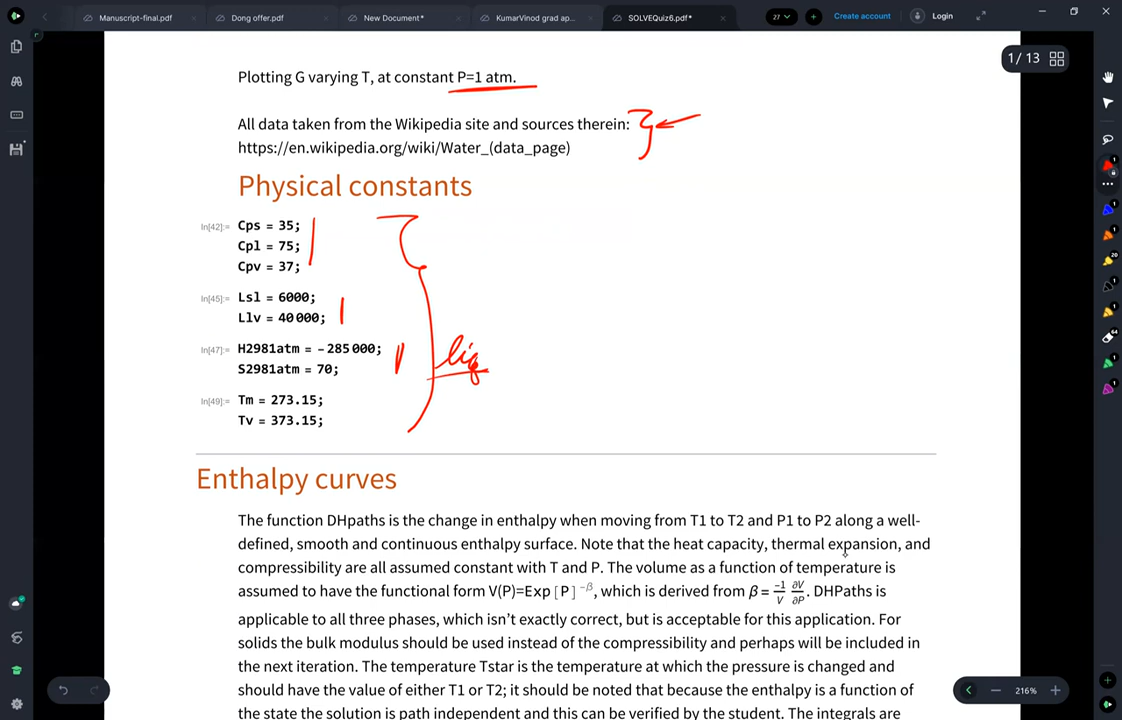 Manuscript-final.pdf
Dong offer.pdf
New Document*
KumarVinod grad ap...
SOLVEQuiz6.pdf*
27
Create account
Login
1 / 13
Plotting G varying T, at constant P=1 atm.
All data taken from the Wikipedia site and sources therein:
https://en.wikipedia.org/wiki/Water_(data_page)
Physical constants
In[42]:= Cps = 35;
Cpl = 75;
Cpv = 37;
In[45]:= Lsl = 6000;
Llv = 40 000;
In[47]:= H2981atm = -285 000;
S2981atm = 70;
liq
In[49]:= Tm = 273.15;
Tv = 373.15;
Enthalpy curves
The function DHpaths is the change in enthalpy when moving from T1 to T2 and P1 to P2 along a well-
defined, smooth and continuous enthalpy surface. Note that the heat capacity, thermal expansion, and
compressibility are all assumed constant with T and P. The volume as a function of temperature is
assumed to have the functional form V(P)=Exp[P]^-β, which is derived from β = -1/V ∂V/∂P. DHPaths is
applicable to all three phases, which isn't exactly correct, but is acceptable for this application. For
solids the bulk modulus should be used instead of the compressibility and perhaps will be included in
the next iteration. The temperature Tstar is the temperature at which the pressure is changed and
should have the value of either T1 or T2; it should be noted that because the enthalpy is a function of
the state the solution is path independent and this can be verified by the student. The integrals are
216%